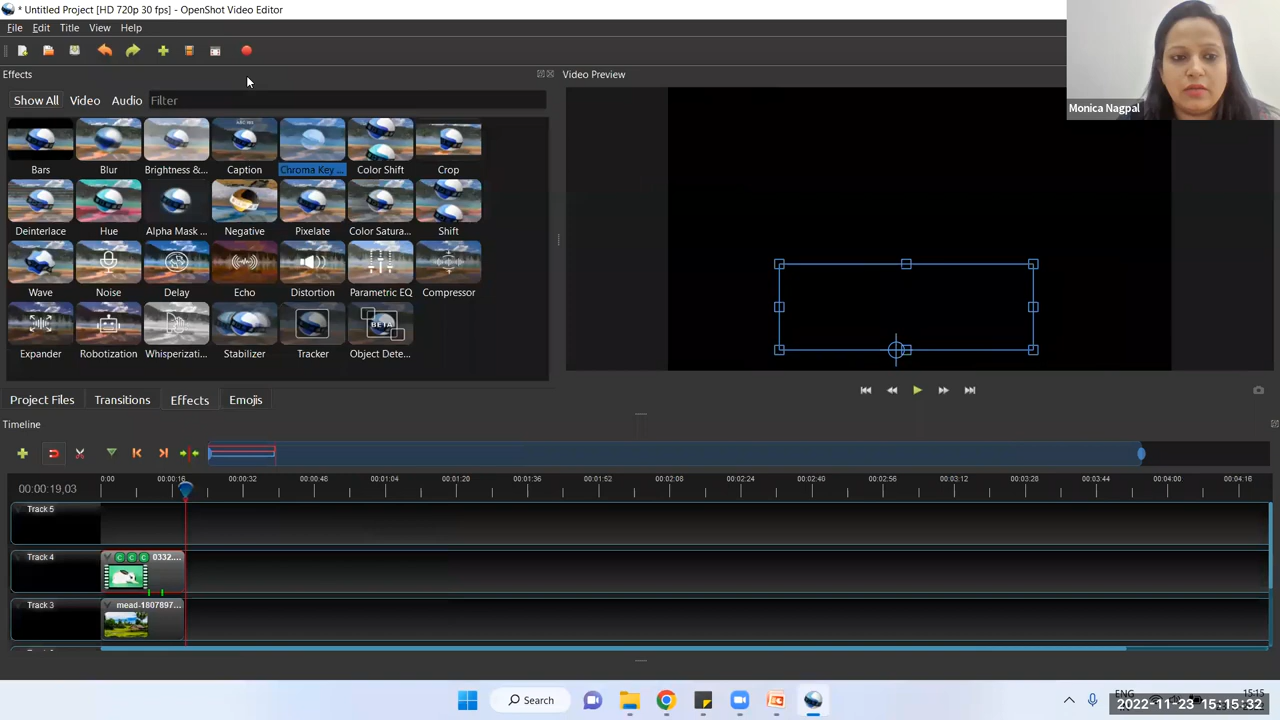 * Untitled Project [HD 720p 30 fps] - OpenShot Video Editor
File Edit Title View Help
Effects
Video Preview
Monica Nagpal
Show All Video Audio Filter
Bars Blur Brightness &... Caption Chroma Key ... Color Shift Crop
Deinterlace Hue Alpha Mask ... Negative Pixelate Color Satura... Shift
Wave Noise Delay Echo Distortion Parametric EQ Compressor
BETA
Expander Robotization Whisperizati... Stabilizer Tracker Object Dete...
Project Files Transitions Effects Emojis
Timeline
00:00:19,03
0:00 00:00:16 00:00:32 00:00:48 00:01:04 00:01:20 00:01:36 00:01:52 00:02:08 00:02:24 00:02:40 00:02:56 00:03:12 00:03:28 00:03:44 00:04:00 00:04:16
Track 5
Track 4 C C C 0332....
Track 3 mead-1807897...
Search
ENG 15:15
2022-11-23 15:15:32